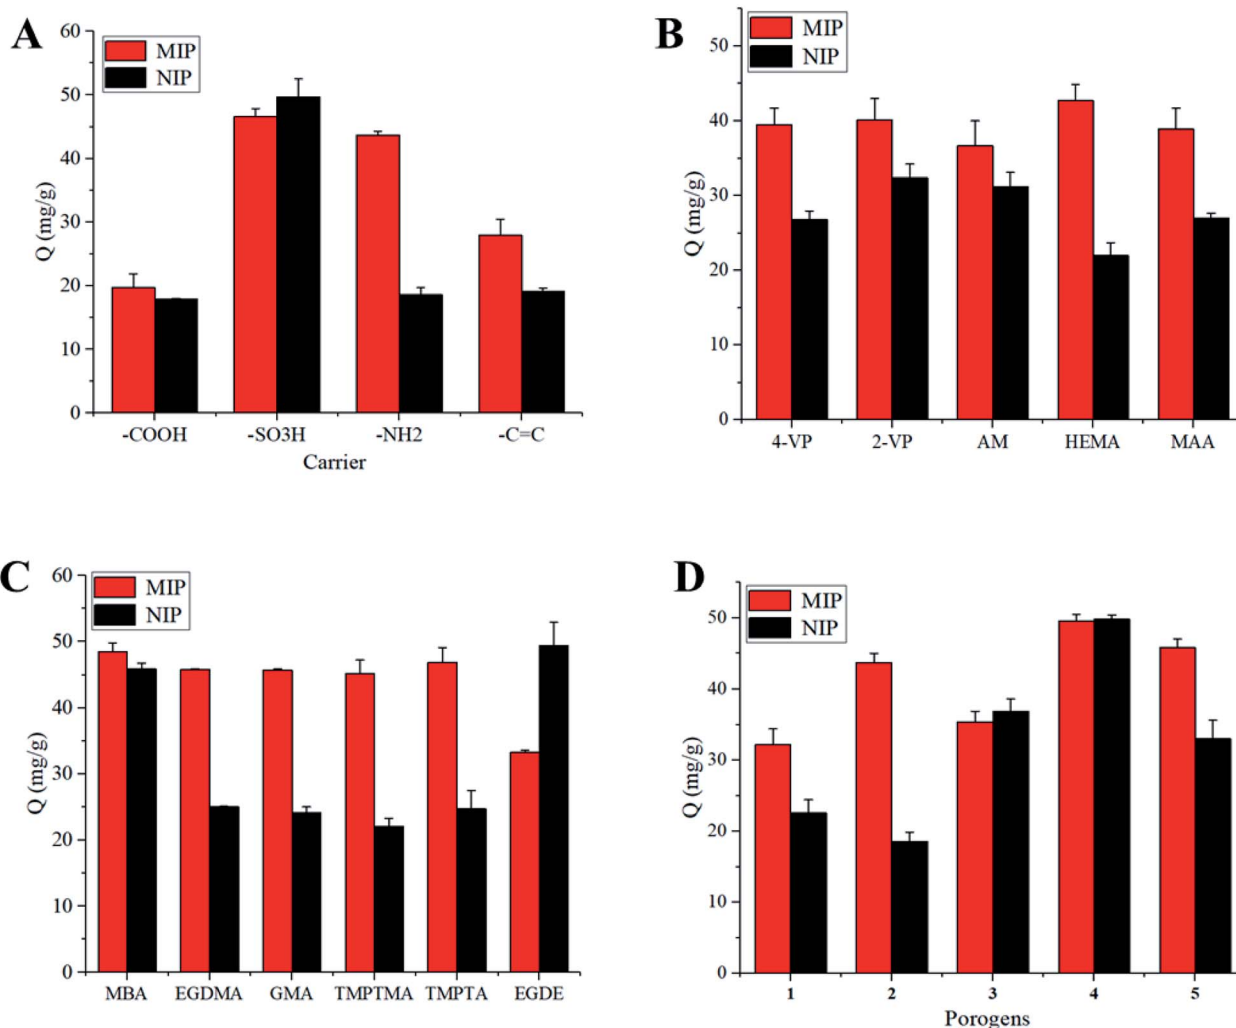 A
MIP
NIP
60
50
40
30
20
10
0
Q (mg/g)
-COOH -SO3H -NH2 -C=C
Carrier
B
MIP
NIP
50
40
30
20
10
0
Q (mg/g)
4-VP 2-VP AM HEMA MAA
C
MIP
NIP
60
50
40
30
20
10
0
Q (mg/g)
MBA EGDMA GMA TMPTMA TMPTA EGDE
D
MIP
NIP
50
40
30
20
10
0
Q (mg/g)
1 2 3 4 5
Porogens